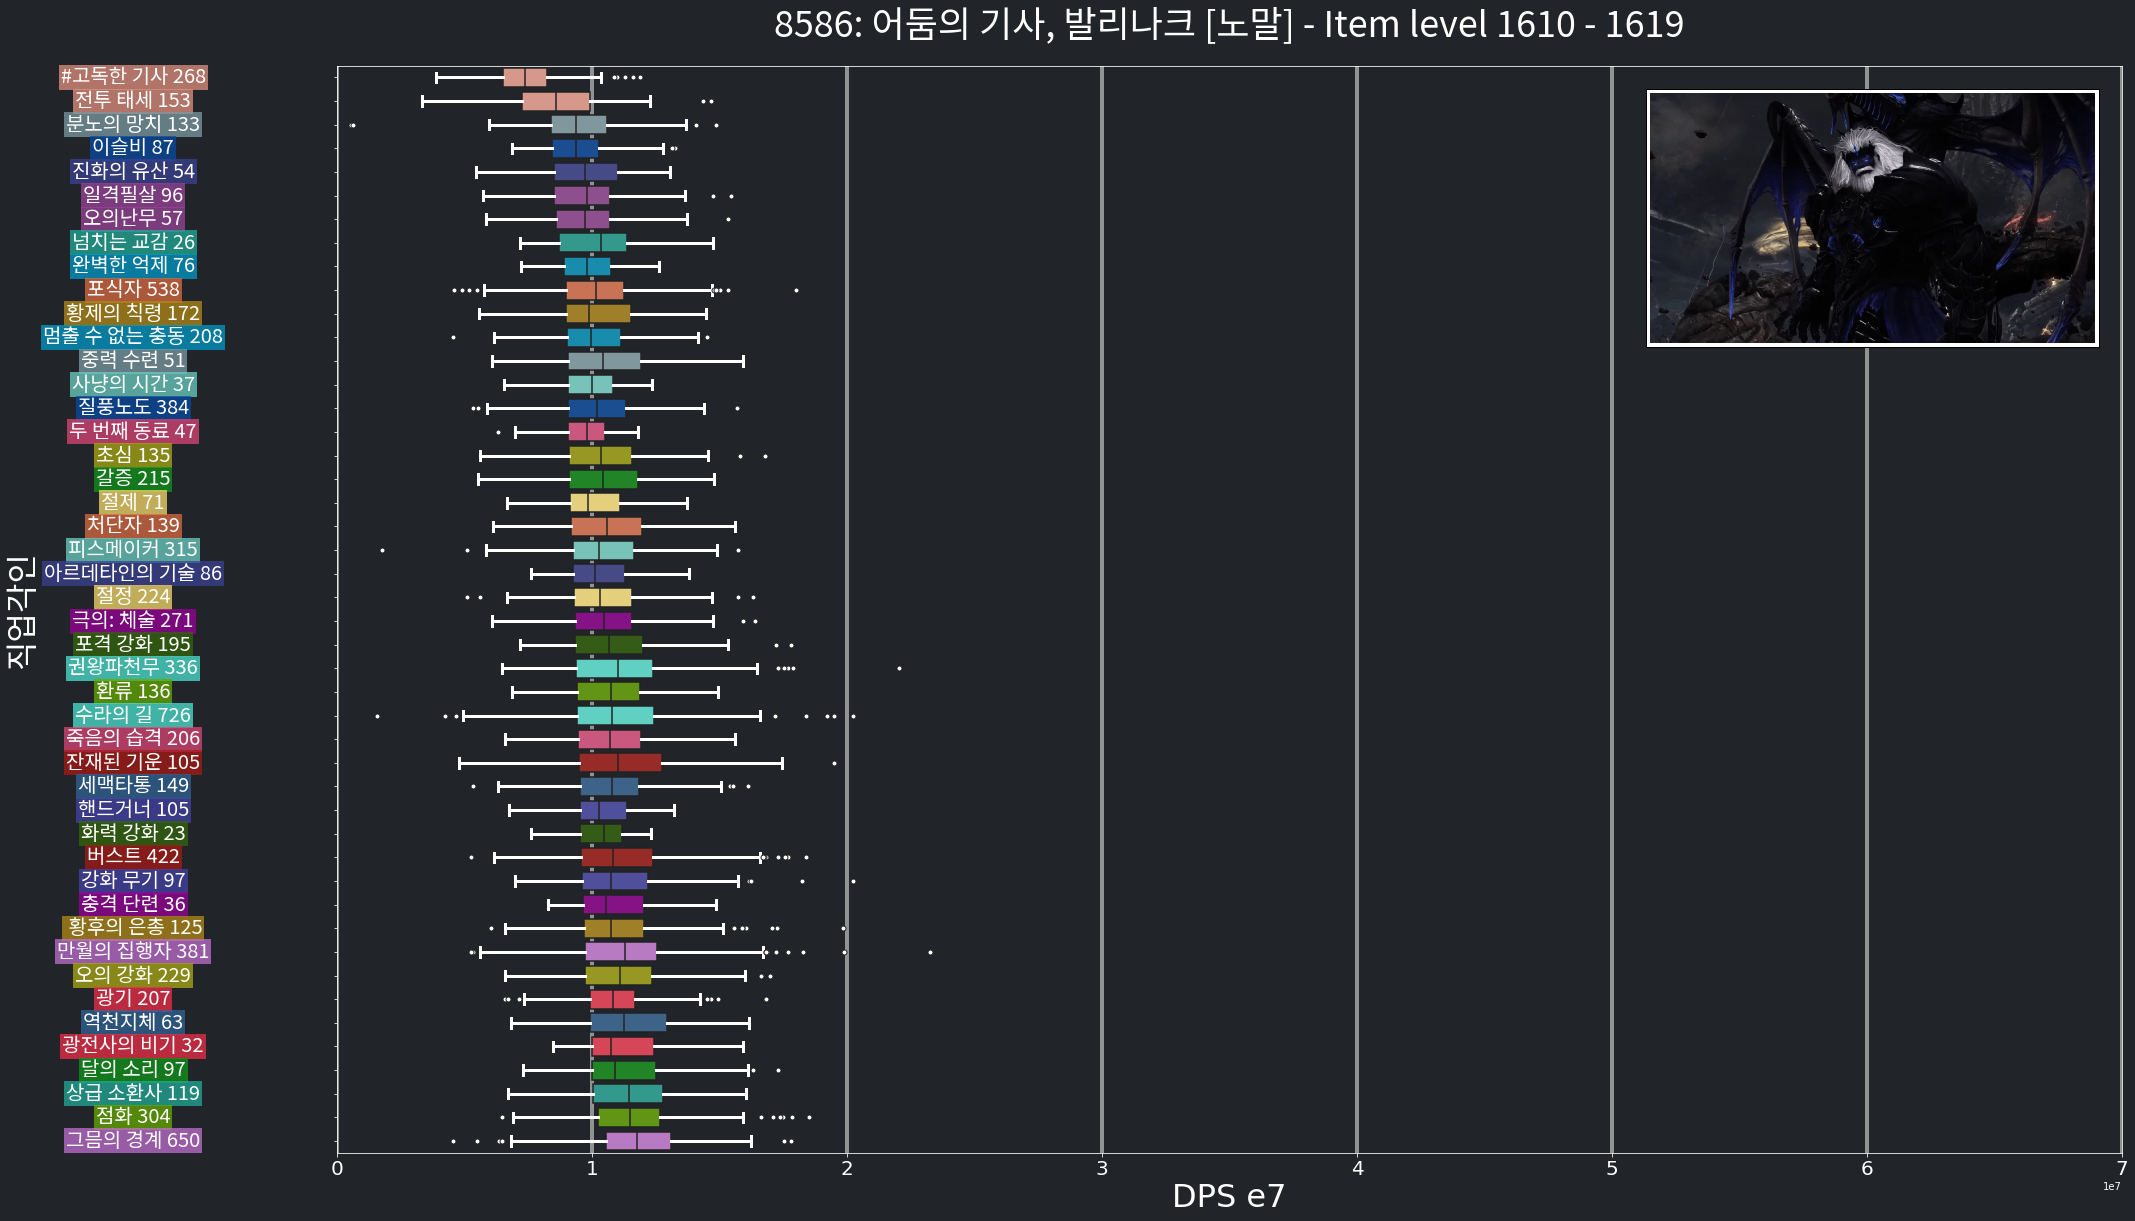 8586: 어둠의 기사, 발리나크 [노말] - Item level 1610 - 1619
#고독한 기사 268
전투 태세 153
분노의 망치 133
이슬비 87
진화의 유산 54
일격필살 96
오의난무 57
넘치는 교감 26
완벽한 억제 76
포식자 538
황제의 칙령 172
멈출 수 없는 충동 208
중력 수련 51
사냥의 시간 37
질풍노도 384
두 번째 동료 47
초심 135
갈증 215
절제 71
처단자 139
피스메이커 315
아르데타인의 기술 86
절정 224
극의: 체술 271
포격 강화 195
권왕파천무 336
환류 136
수라의 길 726
죽음의 습격 206
잔재된 기운 105
세맥타통 149
핸드거너 105
화력 강화 23
버스트 422
강화 무기 97
충격 단련 36
황후의 은총 125
만월의 집행자 381
오의 강화 229
광기 207
역천지체 63
광전사의 비기 32
달의 소리 97
상급 소환사 119
점화 304
그믐의 경계 650
직업각인
0 1 2 3 4 5 6 7
1e7
DPS e7